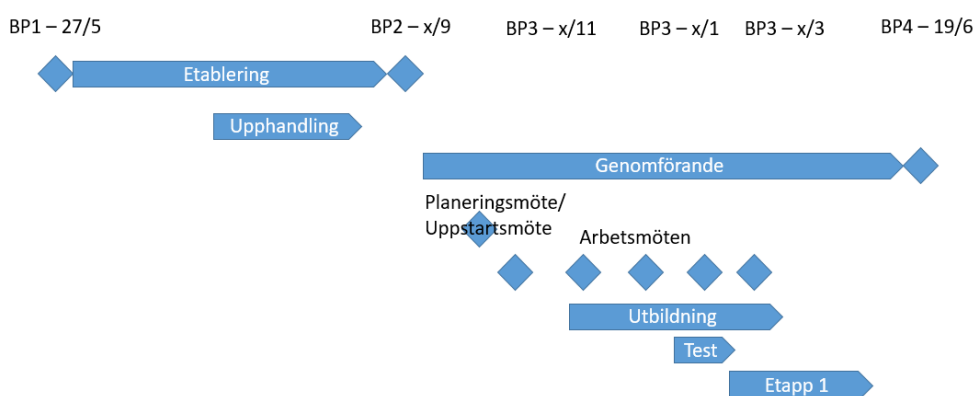 BP1 – 27/5
BP2 – x/9
BP3 – x/11
BP3 – x/1
BP3 – x/3
BP4 – 19/6
Etablering
Upphandling
Genomförande
Planeringsmöte/
Uppstartsmöte
Arbetsmöten
Utbildning
Test
Etapp 1